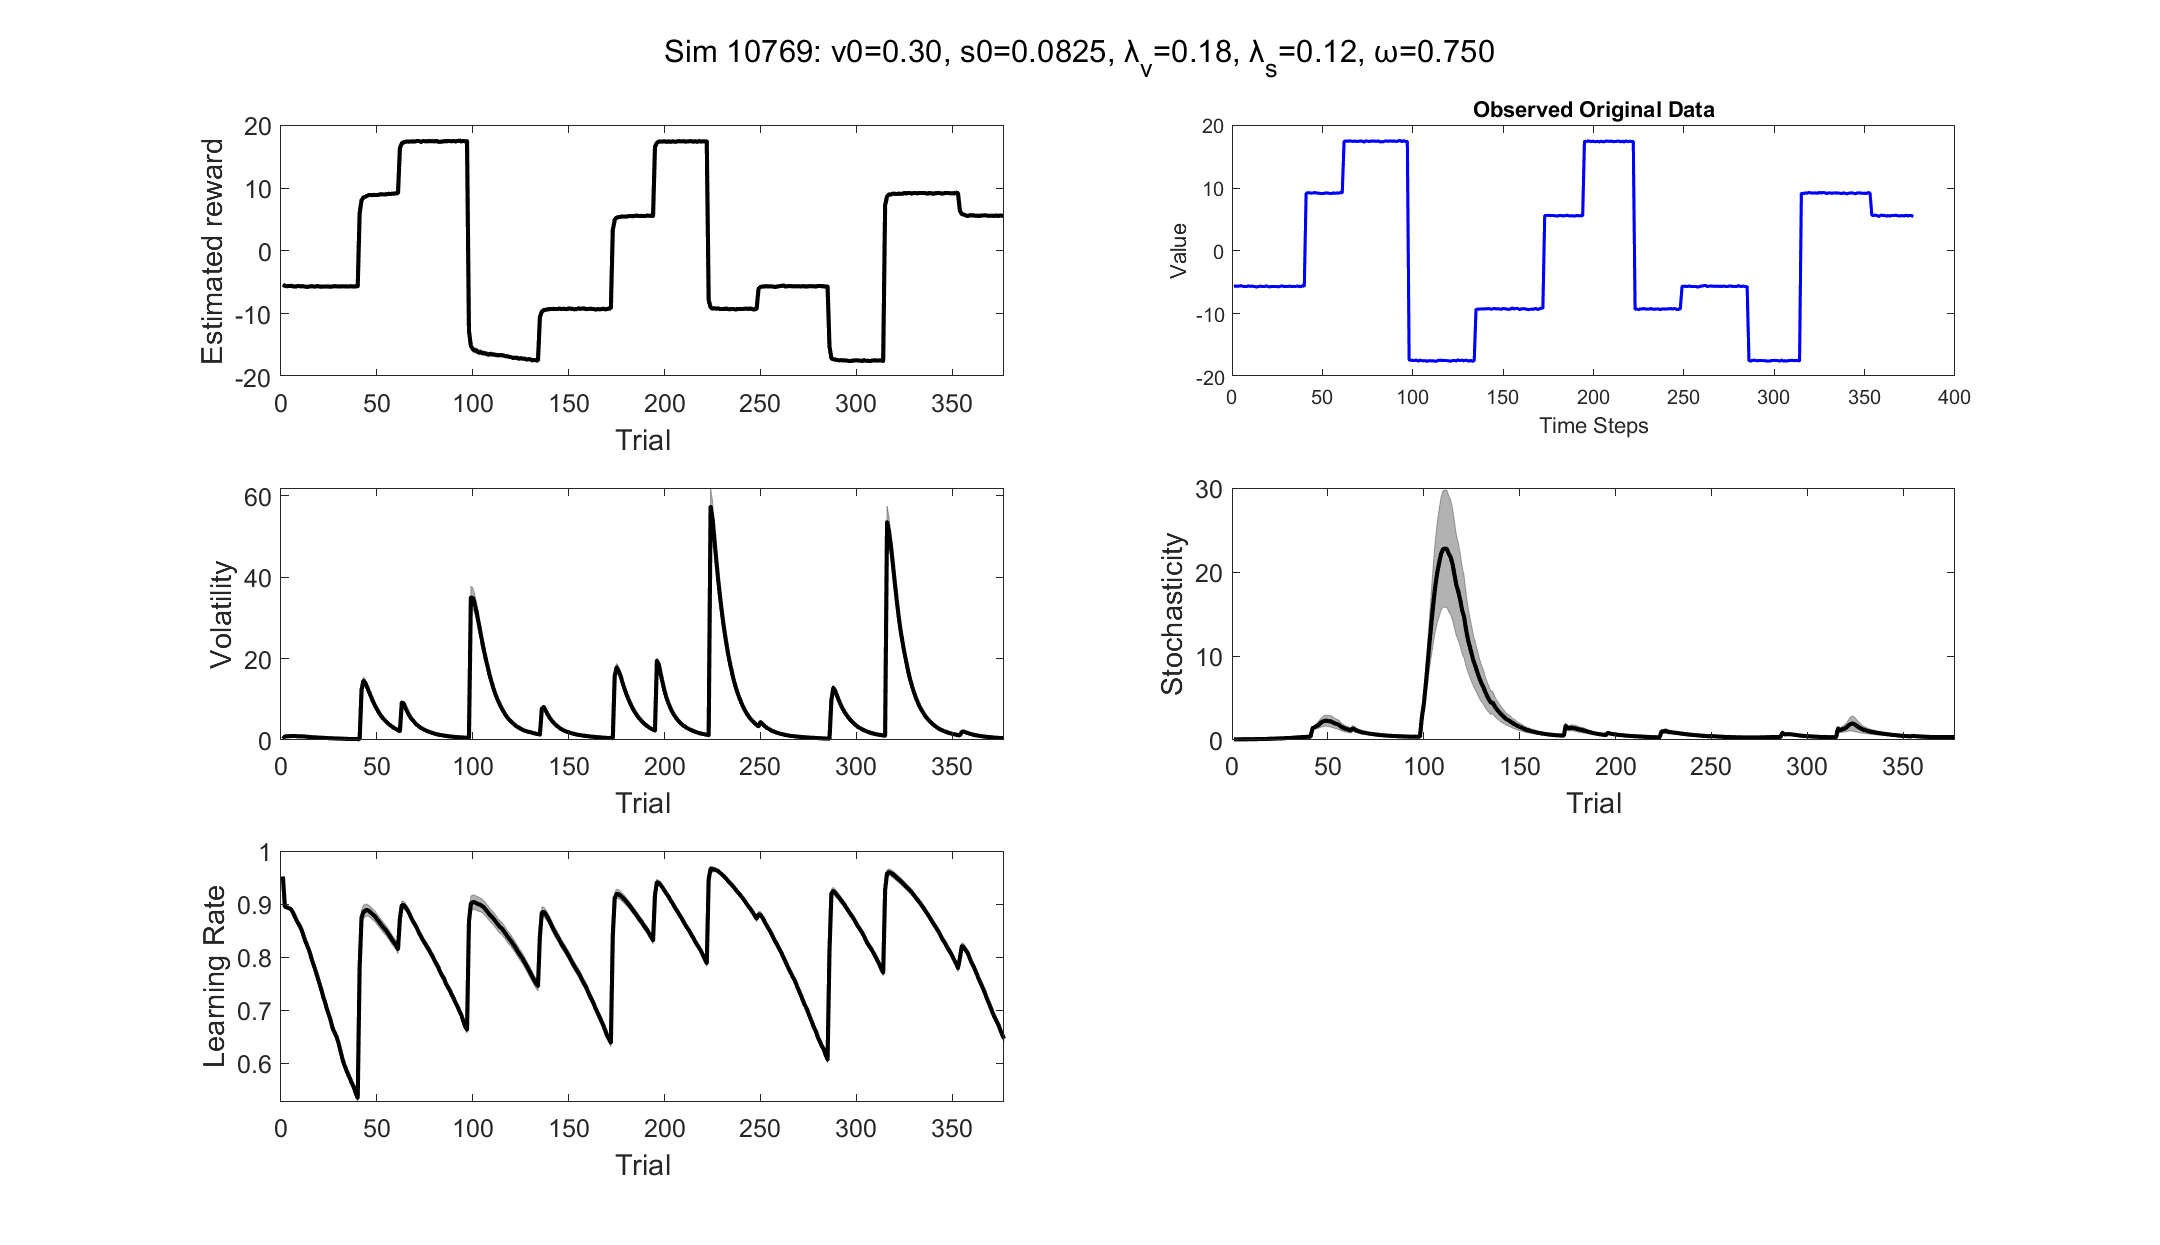 Sim 10769: v0=0.30, s0=0.0825, λ_v=0.18, λ_s=0.12, ω=0.750
20
10
0
-10
-20
Estimated reward
0 50 100 150 200 250 300 350
Trial
Observed Original Data
20
10
0
-10
-20
Value
0 50 100 150 200 250 300 350 400
Time Steps
60
40
20
0
Volatility
0 50 100 150 200 250 300 350
Trial
30
20
10
0
Stochasticity
0 50 100 150 200 250 300 350
Trial
1
0.9
0.8
0.7
0.6
Learning Rate
0 50 100 150 200 250 300 350
Trial